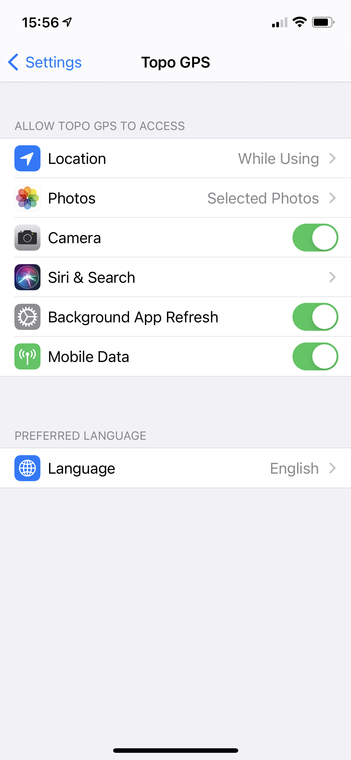 15:56
Settings Topo GPS
ALLOW TOPO GPS TO ACCESS
Location While Using
Photos Selected Photos
Camera
Siri & Search
Background App Refresh
Mobile Data
PREFERRED LANGUAGE
Language English